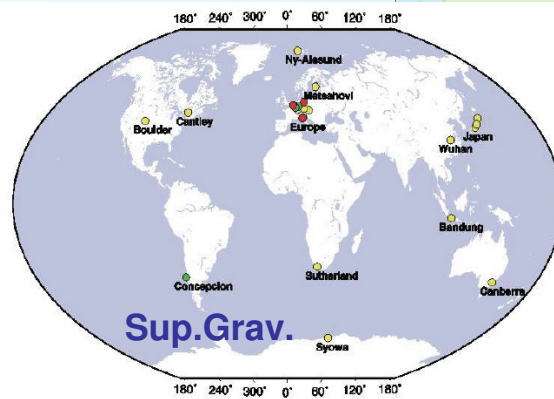 180° 240° 300° 0° 60° 120° 180°
Ny-Alesund
Metsahovi
Cantley
Boulder
Europe
Japan
Wuhan
Bandung
Sutherland
Concepcion
Canberra
Sup.Grav.
Syowa
180° 240° 300° 0° 60° 120° 180°